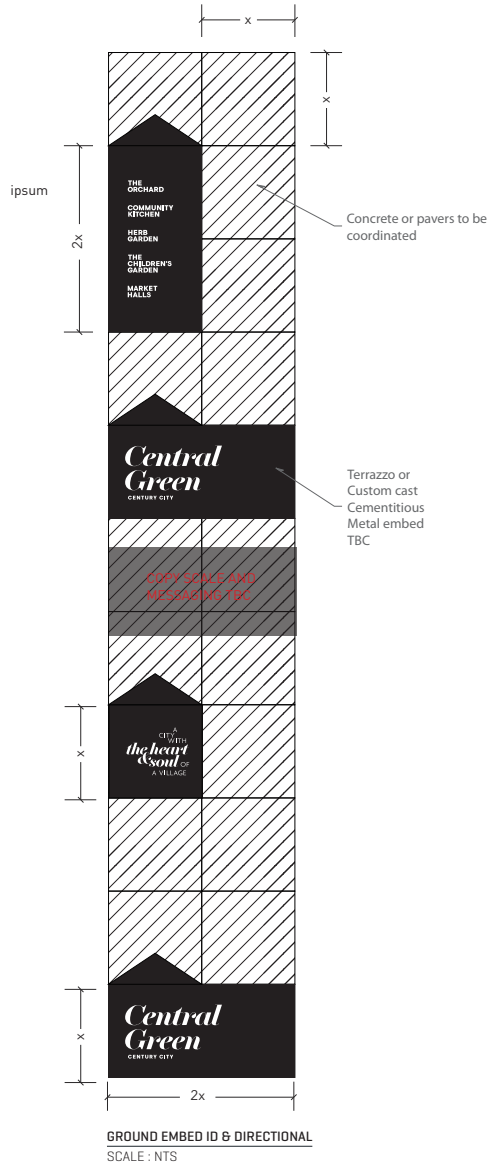 x
x
ipsum
2x
THE
ORCHARD
COMMUNITY
KITCHEN
HERB
GARDEN
THE
CHILDREN'S
GARDEN
MARKET
HALLS
Concrete or pavers to be
coordinated
Central
Green
CENTURY CITY
Terrazzo or
Custom cast
Cementitious
Metal embed
TBC
COPY SCALE AND
MESSAGING TBC
x
A
CITY
WITH
the heart
&soul OF
A VILLAGE
x
Central
Green
CENTURY CITY
2x
GROUND EMBED ID & DIRECTIONAL
SCALE : NTS